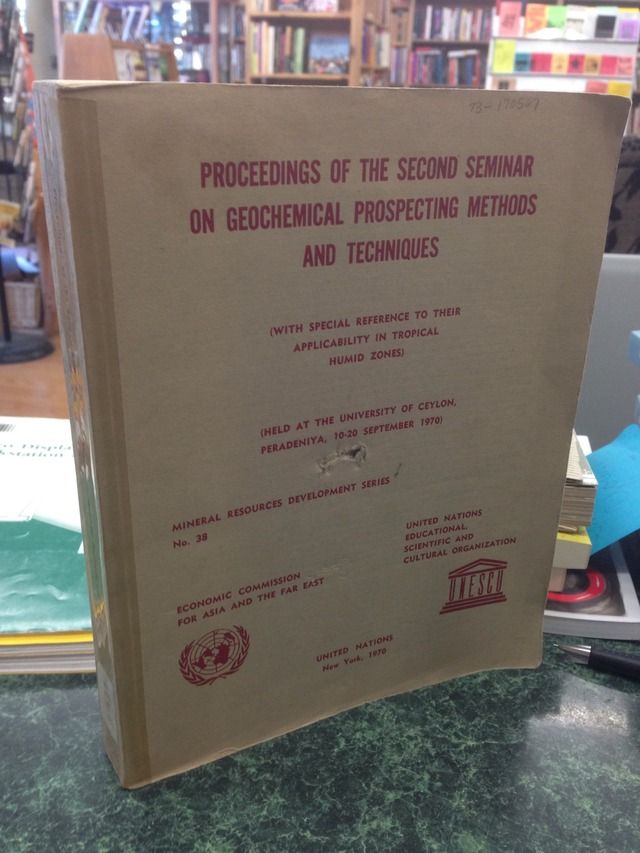 73-170567
PROCEEDINGS OF THE SECOND SEMINAR
ON GEOCHEMICAL PROSPECTING METHODS
AND TECHNIQUES
(WITH SPECIAL REFERENCE TO THEIR
APPLICABILITY IN TROPICAL
HUMID ZONES)
(HELD AT THE UNIVERSITY OF CEYLON,
PERADENIYA, 10-20 SEPTEMBER 1970)
MINERAL RESOURCES DEVELOPMENT SERIES
No. 38
UNITED NATIONS
EDUCATIONAL,
SCIENTIFIC AND
CULTURAL ORGANIZATION
UNESCO
ECONOMIC COMMISSION
FOR ASIA AND THE FAR EAST
UNITED NATIONS
New York, 1970